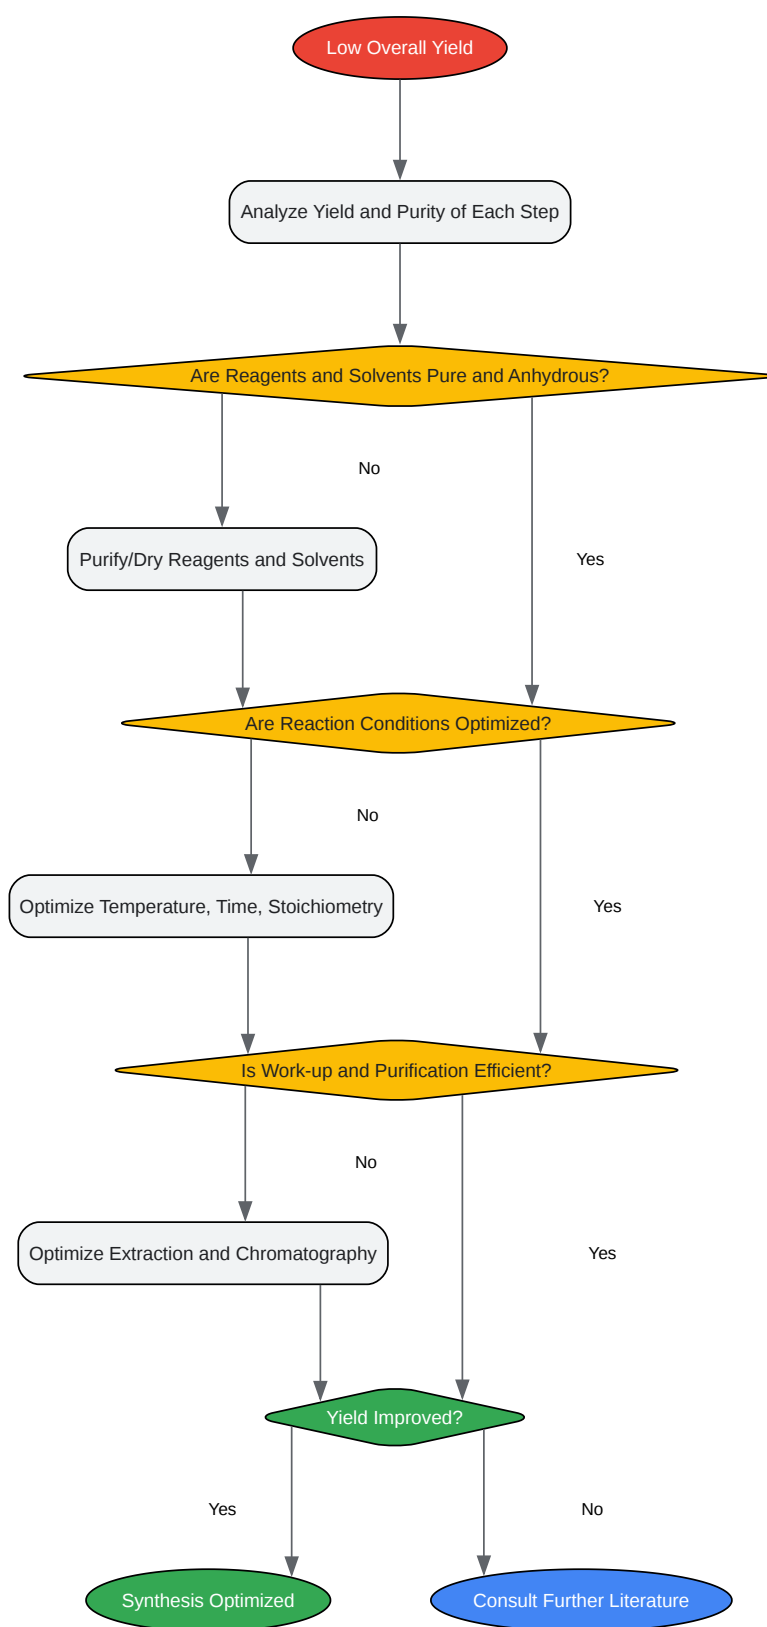 Low Overall Yield
Analyze Yield and Purity of Each Step
Are Reagents and Solvents Pure and Anhydrous?
No
Purify/Dry Reagents and Solvents
Yes
Are Reaction Conditions Optimized?
No
Optimize Temperature, Time, Stoichiometry
Yes
Is Work-up and Purification Efficient?
No
Optimize Extraction and Chromatography
Yes
Yield Improved?
Yes
No
Synthesis Optimized
Consult Further Literature